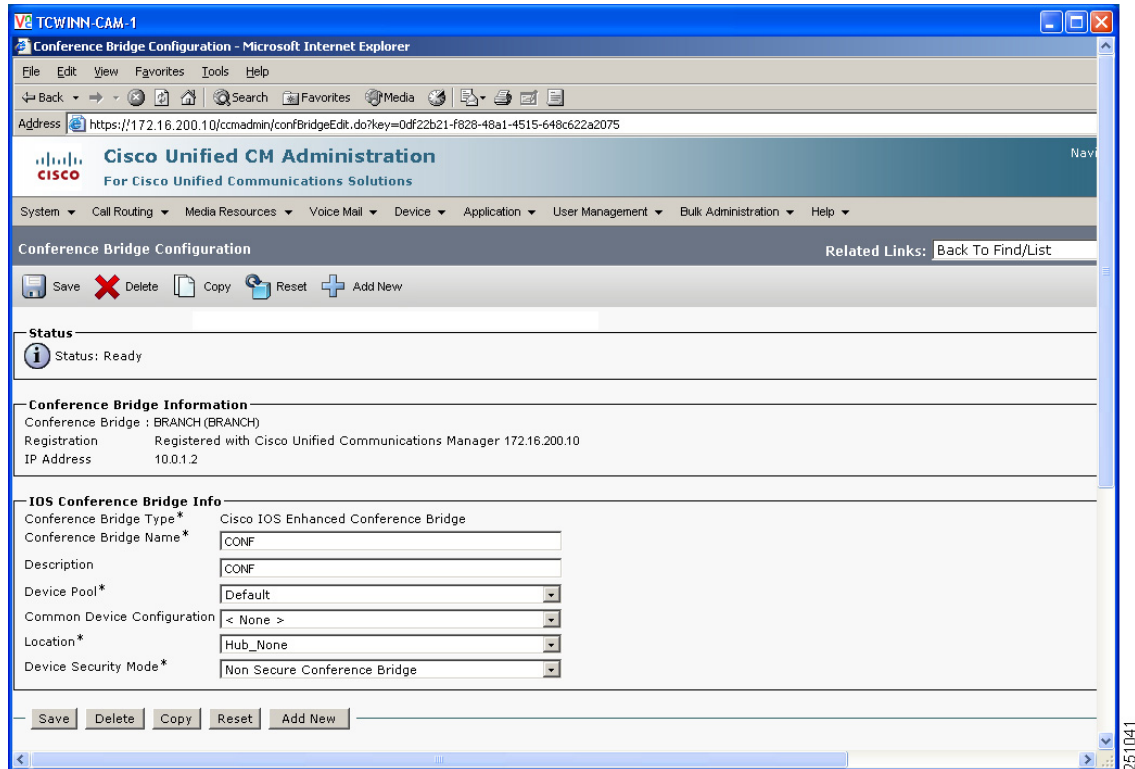 TCWINN-CAM-1
Conference Bridge Configuration - Microsoft Internet Explorer
File Edit View Favorites Tools Help
Back Search Favorites Media
Address https://172.16.200.10/ccmadmin/confBridgeEdit.do?key=0df22b21-f828-48a1-4515-648c622a2075
CISCO Cisco Unified CM Administration Navi
For Cisco Unified Communications Solutions
System Call Routing Media Resources Voice Mail Device Application User Management Bulk Administration Help
Conference Bridge Configuration Related Links: Back To Find/List
Save Delete Copy Reset Add New
Status
Status: Ready
Conference Bridge Information
Conference Bridge : BRANCH (BRANCH)
Registration Registered with Cisco Unified Communications Manager 172.16.200.10
IP Address 10.0.1.2
IOS Conference Bridge Info
Conference Bridge Type* Cisco IOS Enhanced Conference Bridge
Conference Bridge Name* CONF
Description CONF
Device Pool* Default
Common Device Configuration < None >
Location* Hub_None
Device Security Mode* Non Secure Conference Bridge
Save Delete Copy Reset Add New
251041